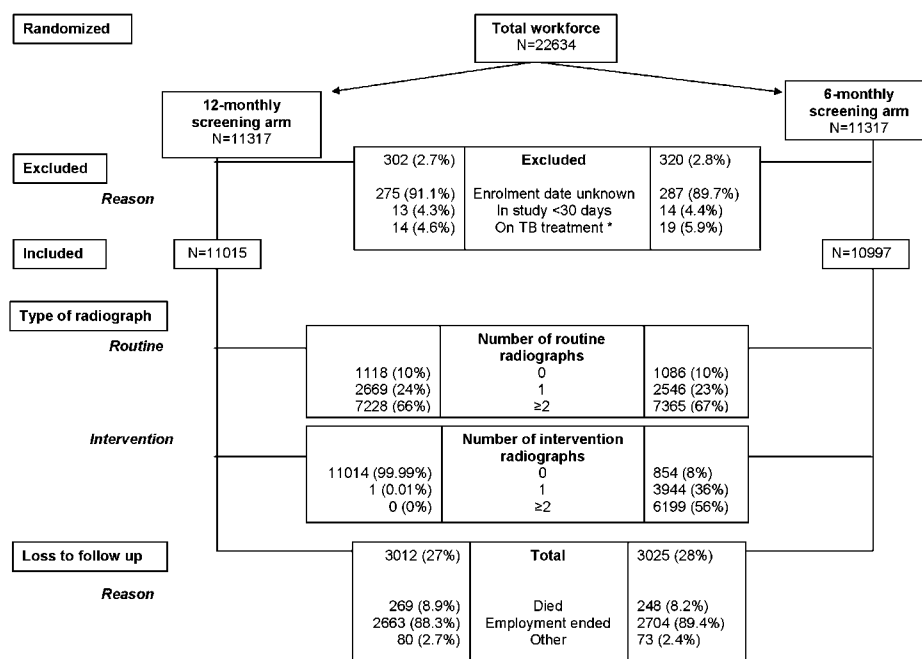 Randomized
Total workforce
N=22634
12-monthly
screening arm
N=11317
6-monthly
screening arm
N=11317
Excluded
302 (2.7%) Excluded 320 (2.8%)
Reason
275 (91.1%) Enrolment date unknown 287 (89.7%)
13 (4.3%) In study <30 days 14 (4.4%)
14 (4.6%) On TB treatment * 19 (5.9%)
Included
N=11015
N=10997
Type of radiograph
Routine
Number of routine
radiographs
1118 (10%) 0 1086 (10%)
2669 (24%) 1 2546 (23%)
7228 (66%) ≥2 7365 (67%)
Intervention
Number of intervention
radiographs
11014 (99.99%) 0 854 (8%)
1 (0.01%) 1 3944 (36%)
0 (0%) ≥2 6199 (56%)
Loss to follow up
3012 (27%) Total 3025 (28%)
Reason
269 (8.9%) Died 248 (8.2%)
2663 (88.3%) Employment ended 2704 (89.4%)
80 (2.7%) Other 73 (2.4%)